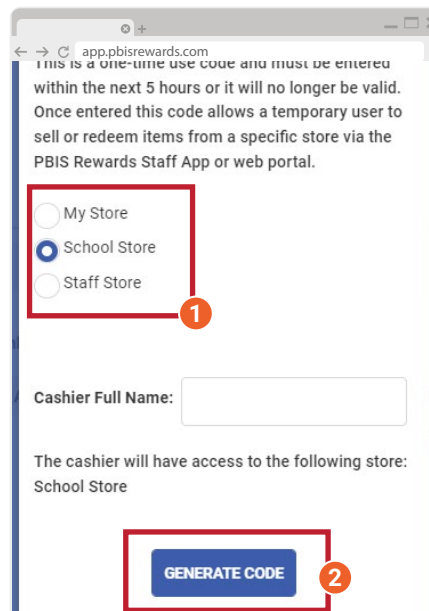 app.pbisrewards.com
This is a one-time use code and must be entered
within the next 5 hours or it will no longer be valid.
Once entered this code allows a temporary user to
sell or redeem items from a specific store via the
PBIS Rewards Staff App or web portal.
My Store
School Store
Staff Store
1
Cashier Full Name:
The cashier will have access to the following store:
School Store
GENERATE CODE
2